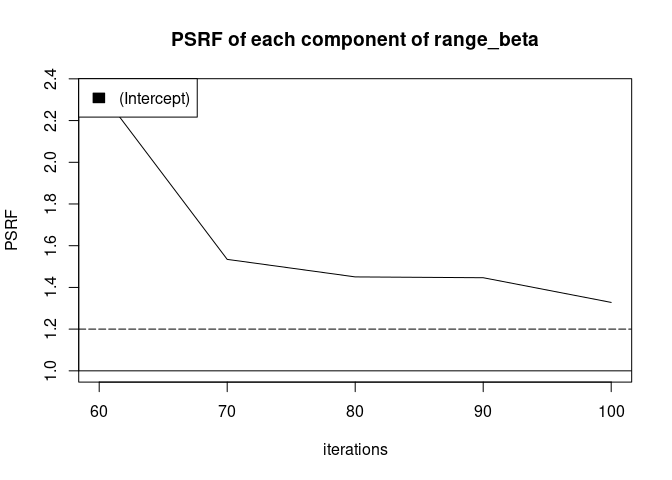 PSRF of each component of range_beta
(Intercept)
2.4
2.2
2.0
1.8
1.6
1.4
1.2
1.0
PSRF
60 70 80 90 100
iterations